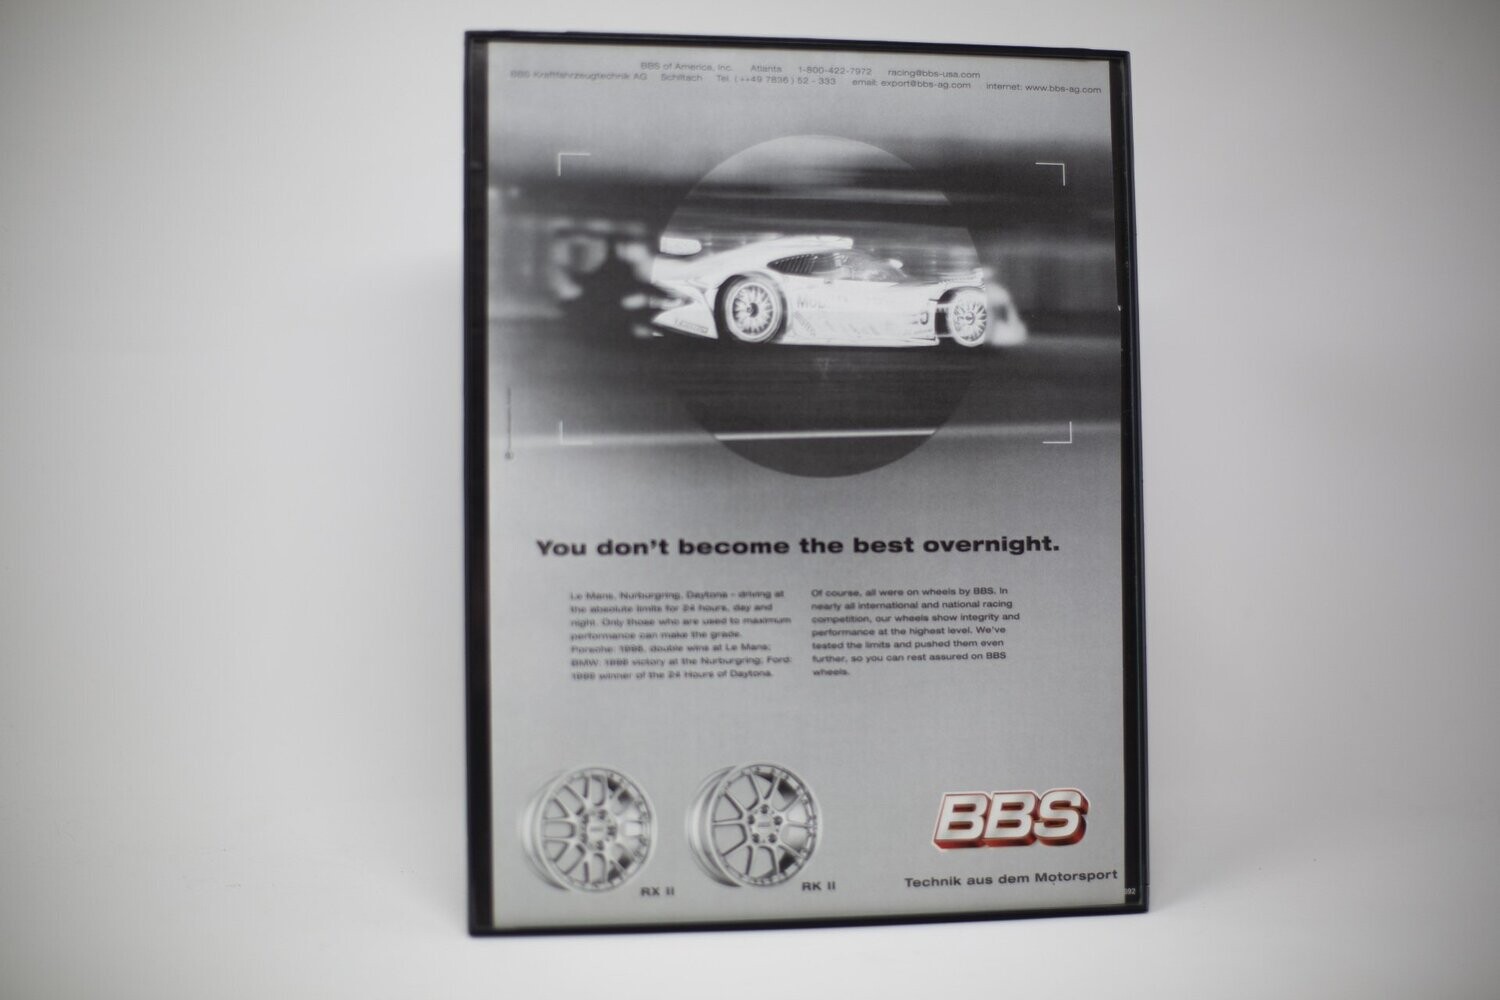 BBS of America, Inc. Atlanta 1-800-422-7972 racing@bbs-usa.com
BBS Kraftfahrzeugtechnik AG Schiltach Tel. (++49 7836) 52 - 333 email: export@bbs-ag.com internet: www.bbs-ag.com
You don't become the best overnight.
Le Mans, Nurburgring, Daytona - driving at
the absolute limits for 24 hours, day and
night. Only those who are used to maximum
performance can make the grade.
Porsche: 1998, double wins at Le Mans;
BMW: 1998 victory at the Nurburgring; Ford:
1998 winner of the 24 Hours of Daytona.
Of course, all were on wheels by BBS. In
nearly all international and national racing
competition, our wheels show integrity and
performance at the highest level. We've
tested the limits and pushed them even
further, so you can rest assured on BBS
wheels.
RX II
RK II
BBS
Technik aus dem Motorsport